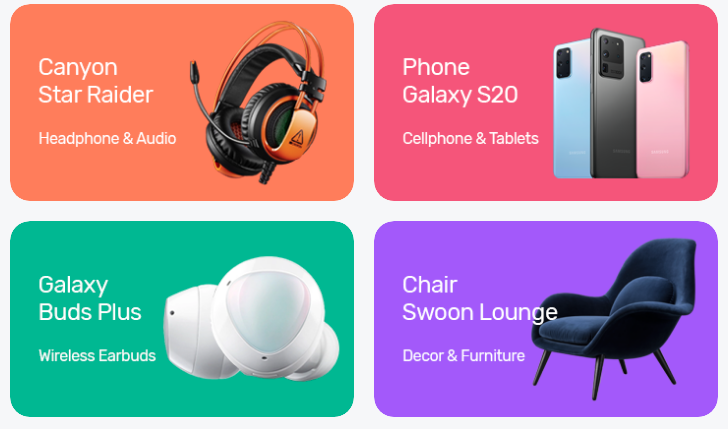 Canyon
Star Raider
Headphone & Audio
Phone
Galaxy S20
Cellphone & Tablets
Galaxy
Buds Plus
Wireless Earbuds
Chair
Swoon Lounge
Decor & Furniture